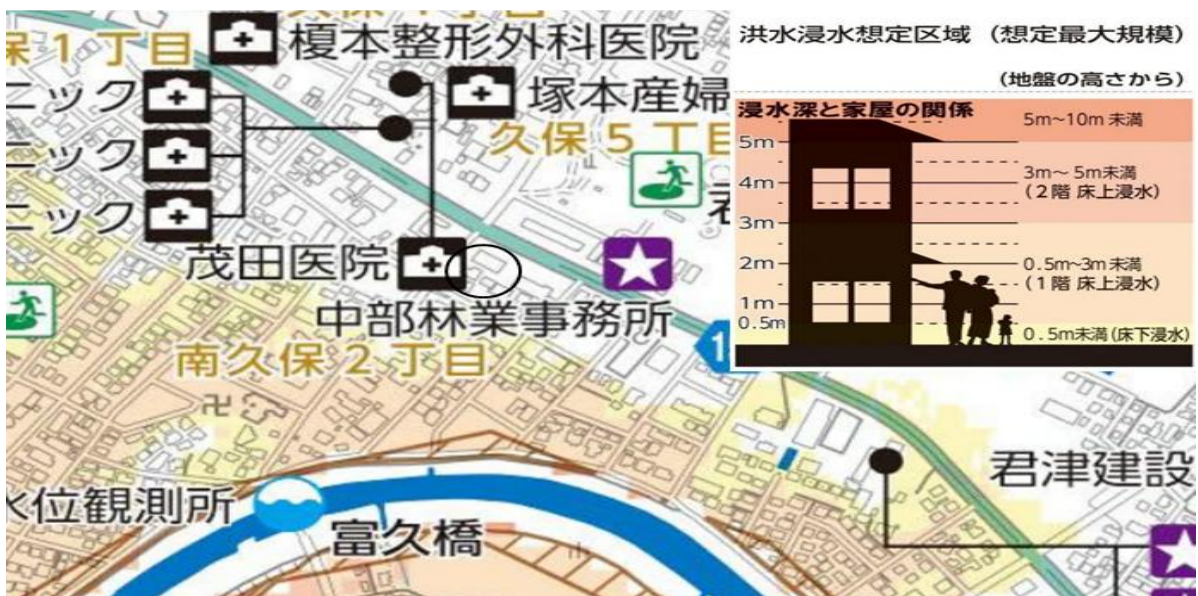 保1丁目
榎本整形外科医院
ニック
ニック
ニック
塚本産婦
久保5丁目
茂田医院
中部林業事務所
南久保2丁目
水位観測所
富久橋
君津建設
1
洪水浸水想定区域 (想定最大規模)
(地盤の高さから)
浸水深と家屋の関係
5m
4m
3m
2m
1m
0.5m
5m~10m 未満
3m~ 5m未満
(2階 床上浸水)
0.5m~3m 未満
(1階 床上浸水)
0.5m未満(床下浸水)